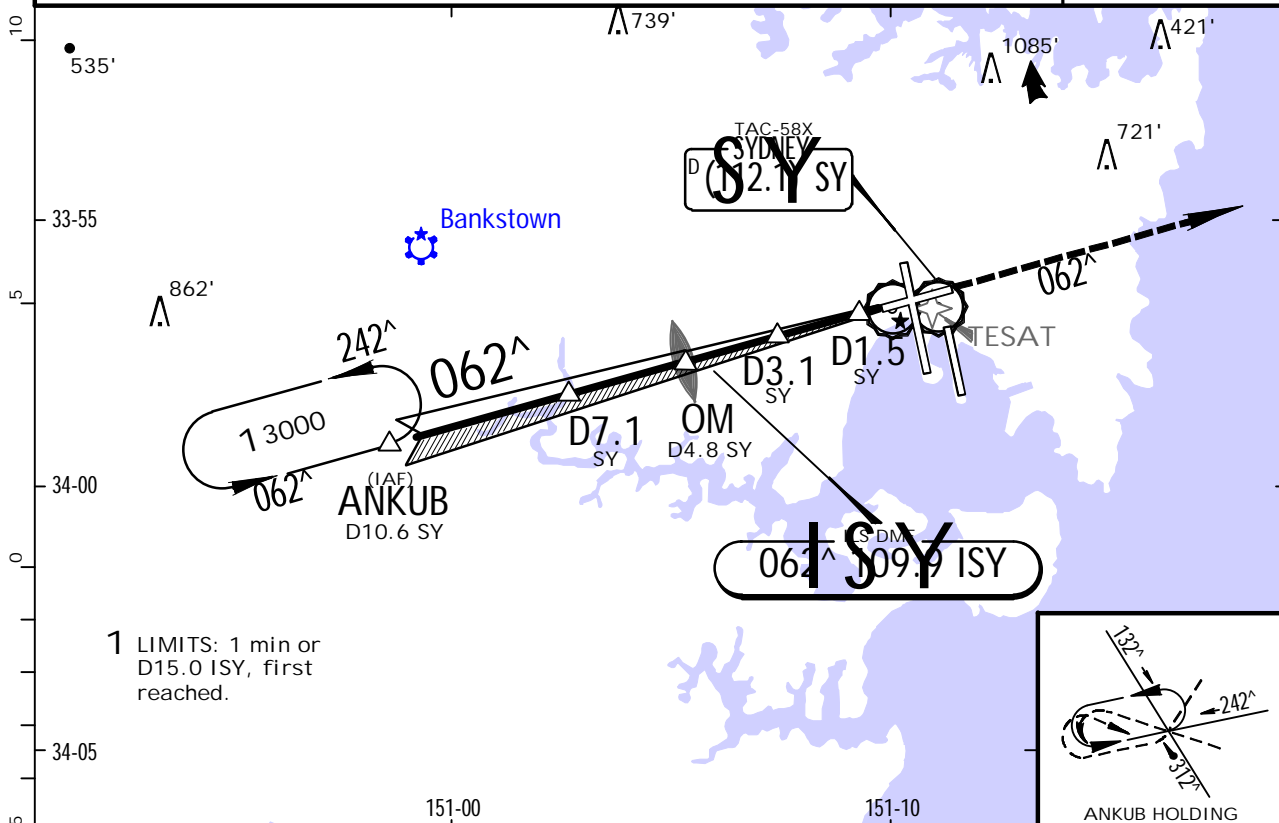 10
739'
421'
1085'
535'
721'
TAC-58X
SYDNEY
D (112.1) SY
S Y
33-55
Bankstown
862'
5
062^
242^
062^
TESAT
D1.5
SY
D3.1
SY
1 3000
D7.1
SY
OM
D4.8 SY
062^
(IAF)
ANKUB
D10.6 SY
34-00
ILS DME
062^ 109.9 ISY
I S Y
0
1 LIMITS: 1 min or
D15.0 ISY, first
reached.
132^
242^
312^
34-05
151-00
151-10
ANKUB HOLDING
5